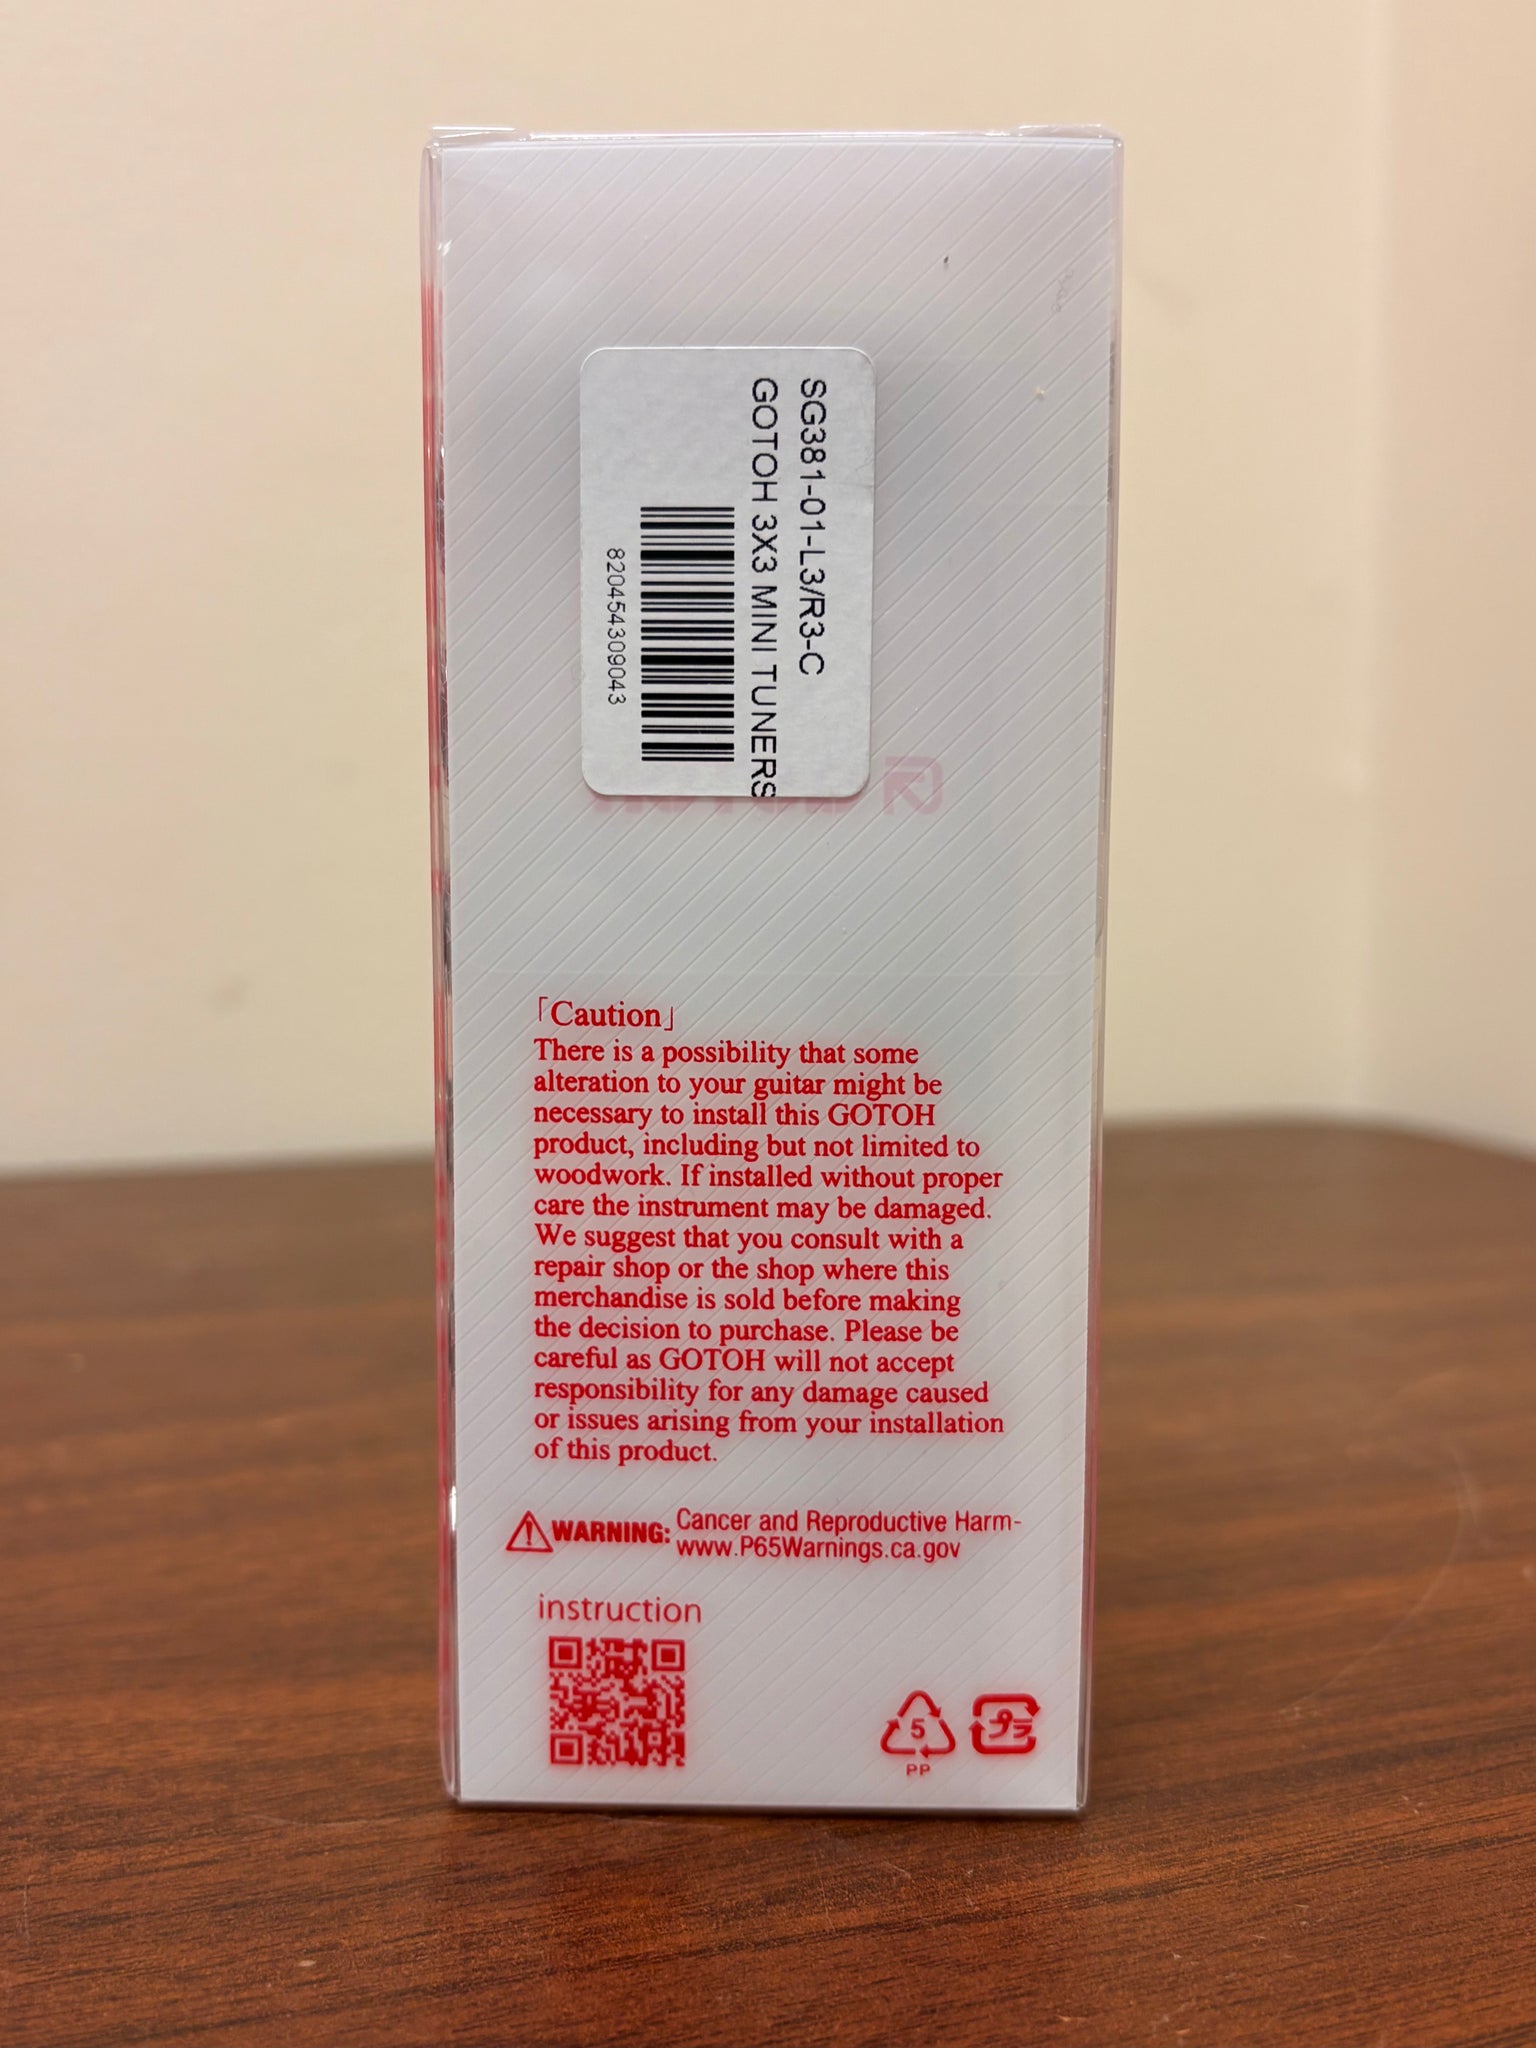 SG381-01-L3/R3-C
GOTOH 3X3 MINI TUNERS
820454309043
「Caution」
There is a possibility that some
alteration to your guitar might be
necessary to install this GOTOH
product, including but not limited to
woodwork. If installed without proper
care the instrument may be damaged.
We suggest that you consult with a
repair shop or the shop where this
merchandise is sold before making
the decision to purchase. Please be
careful as GOTOH will not accept
responsibility for any damage caused
or issues arising from your installation
of this product.
WARNING: Cancer and Reproductive Harm-
www.P65Warnings.ca.gov
instruction
5
PP
プラ